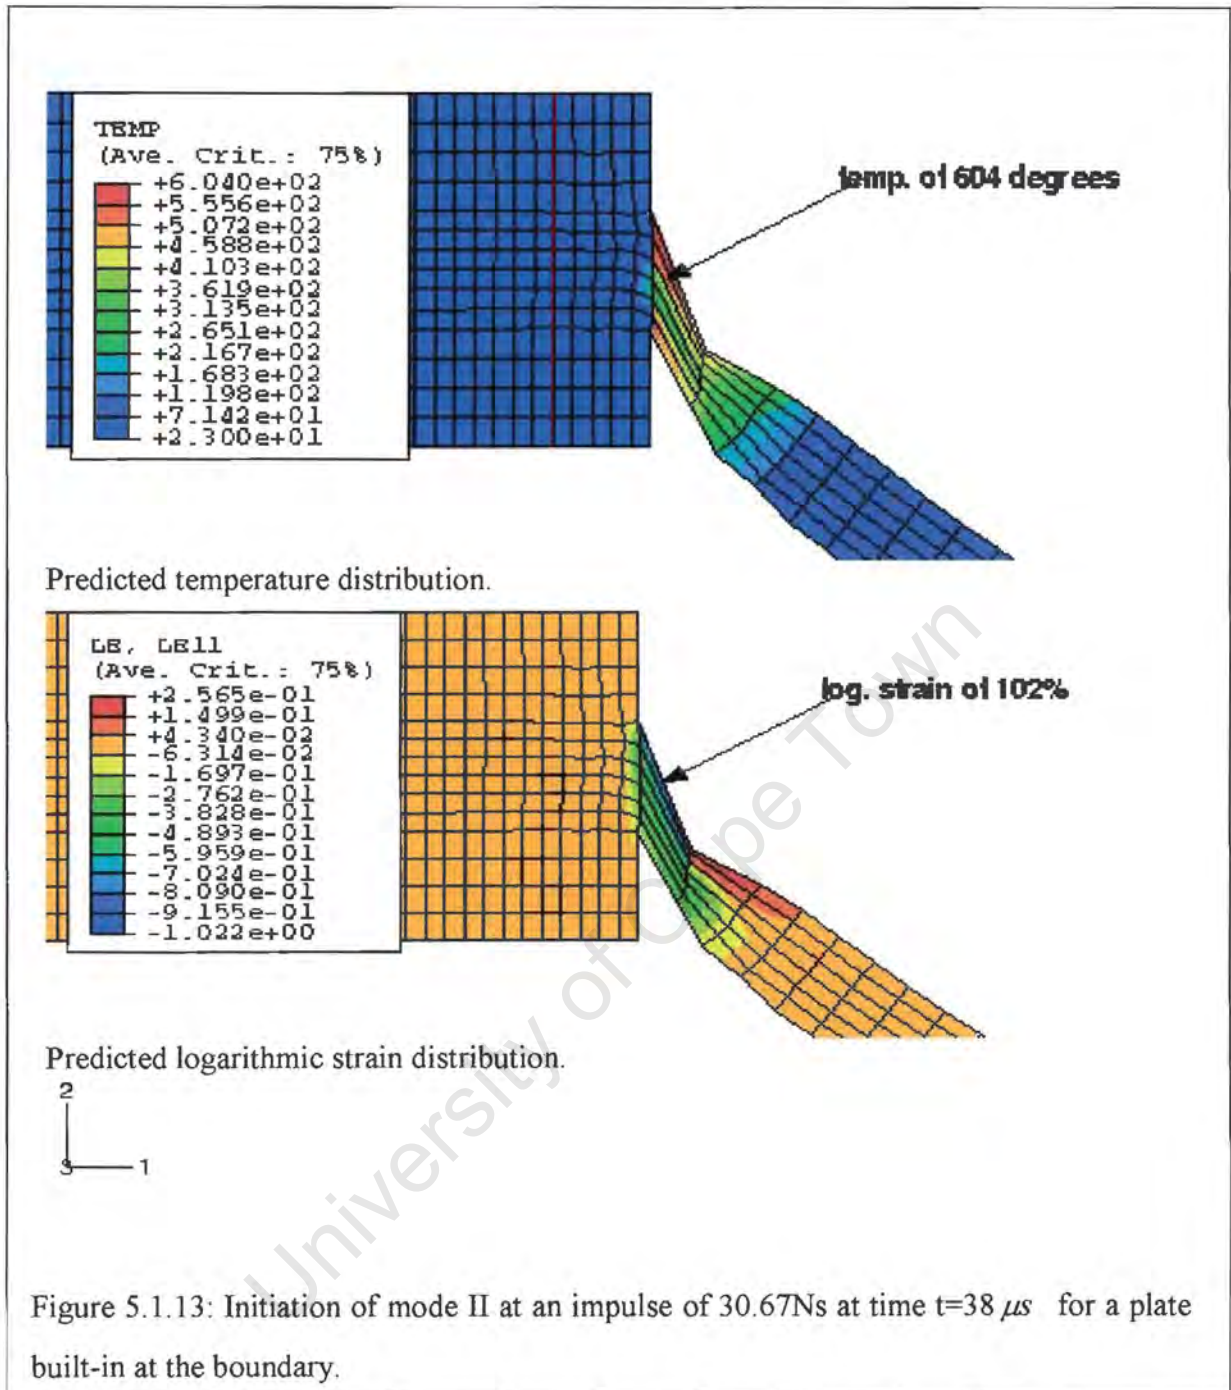 TEMP
(Ave. Crit.: 75%)
+6.040e+02
+5.556e+02
+5.072e+02
+4.588e+02
+4.103e+02
+3.619e+02
+3.135e+02
+2.651e+02
+2.167e+02
+1.683e+02
+1.198e+02
+7.142e+01
+2.300e+01
temp. of 604 degrees
Predicted temperature distribution.
LE, LE11
(Ave. Crit.: 75%)
+2.565e-01
+1.499e-01
+4.340e-02
-6.314e-02
-1.697e-01
-2.762e-01
-3.828e-01
-4.893e-01
-5.959e-01
-7.024e-01
-8.090e-01
-9.155e-01
-1.022e+00
log. strain of 102%
Predicted logarithmic strain distribution.
2
3 1
University of Cape Town
Figure 5.1.13: Initiation of mode II at an impulse of 30.67Ns at time t=38 μs for a plate
built-in at the boundary.